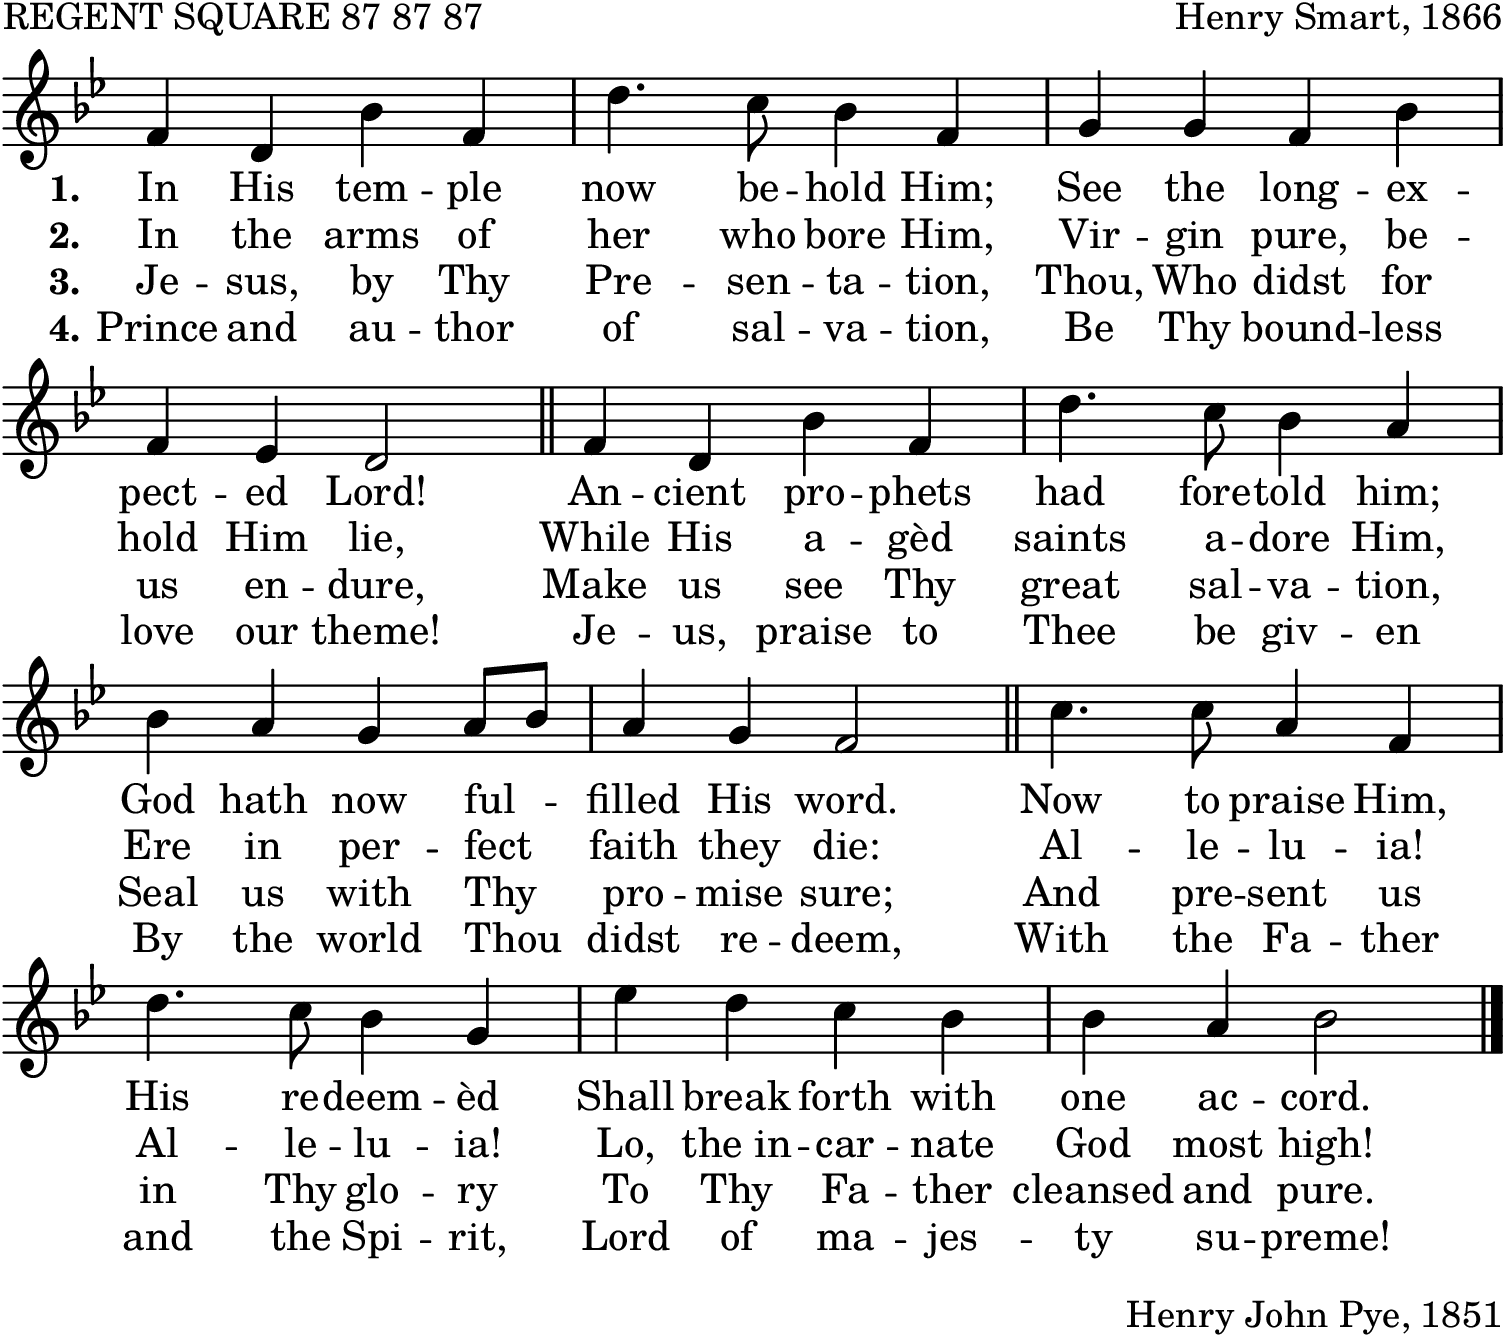 REGENT SQUARE 87 87 87 Henry Smart, 1866
1. In His tem - ple now be - hold Him; See the long - ex -
2. In the arms of her who bore Him, Vir - gin pure, be -
3. Je - sus, by Thy Pre - sen - ta - tion, Thou, Who didst for
4. Prince and au - thor of sal - va - tion, Be Thy bound - less
pect - ed Lord! An - cient pro - phets had foretold him;
hold Him lie, While His a - gèd saints a - dore Him,
us en - dure, Make us see Thy great sal - va - tion,
love our theme! Je - us, praise to Thee be giv - en
God hath now ful - filled His word. Now to praise Him,
Ere in per - fect faith they die: Al - le - lu - ia!
Seal us with Thy pro - mise sure; And pre - sent us
By the world Thou didst re - deem, With the Fa - ther
His redeem - èd Shall break forth with one ac - cord.
Al - le - lu - ia! Lo, the in - car - nate God most high!
in Thy glo - ry To Thy Fa - ther cleansed and pure.
and the Spi - rit, Lord of ma - jes - ty su - preme!
Henry John Pye, 1851